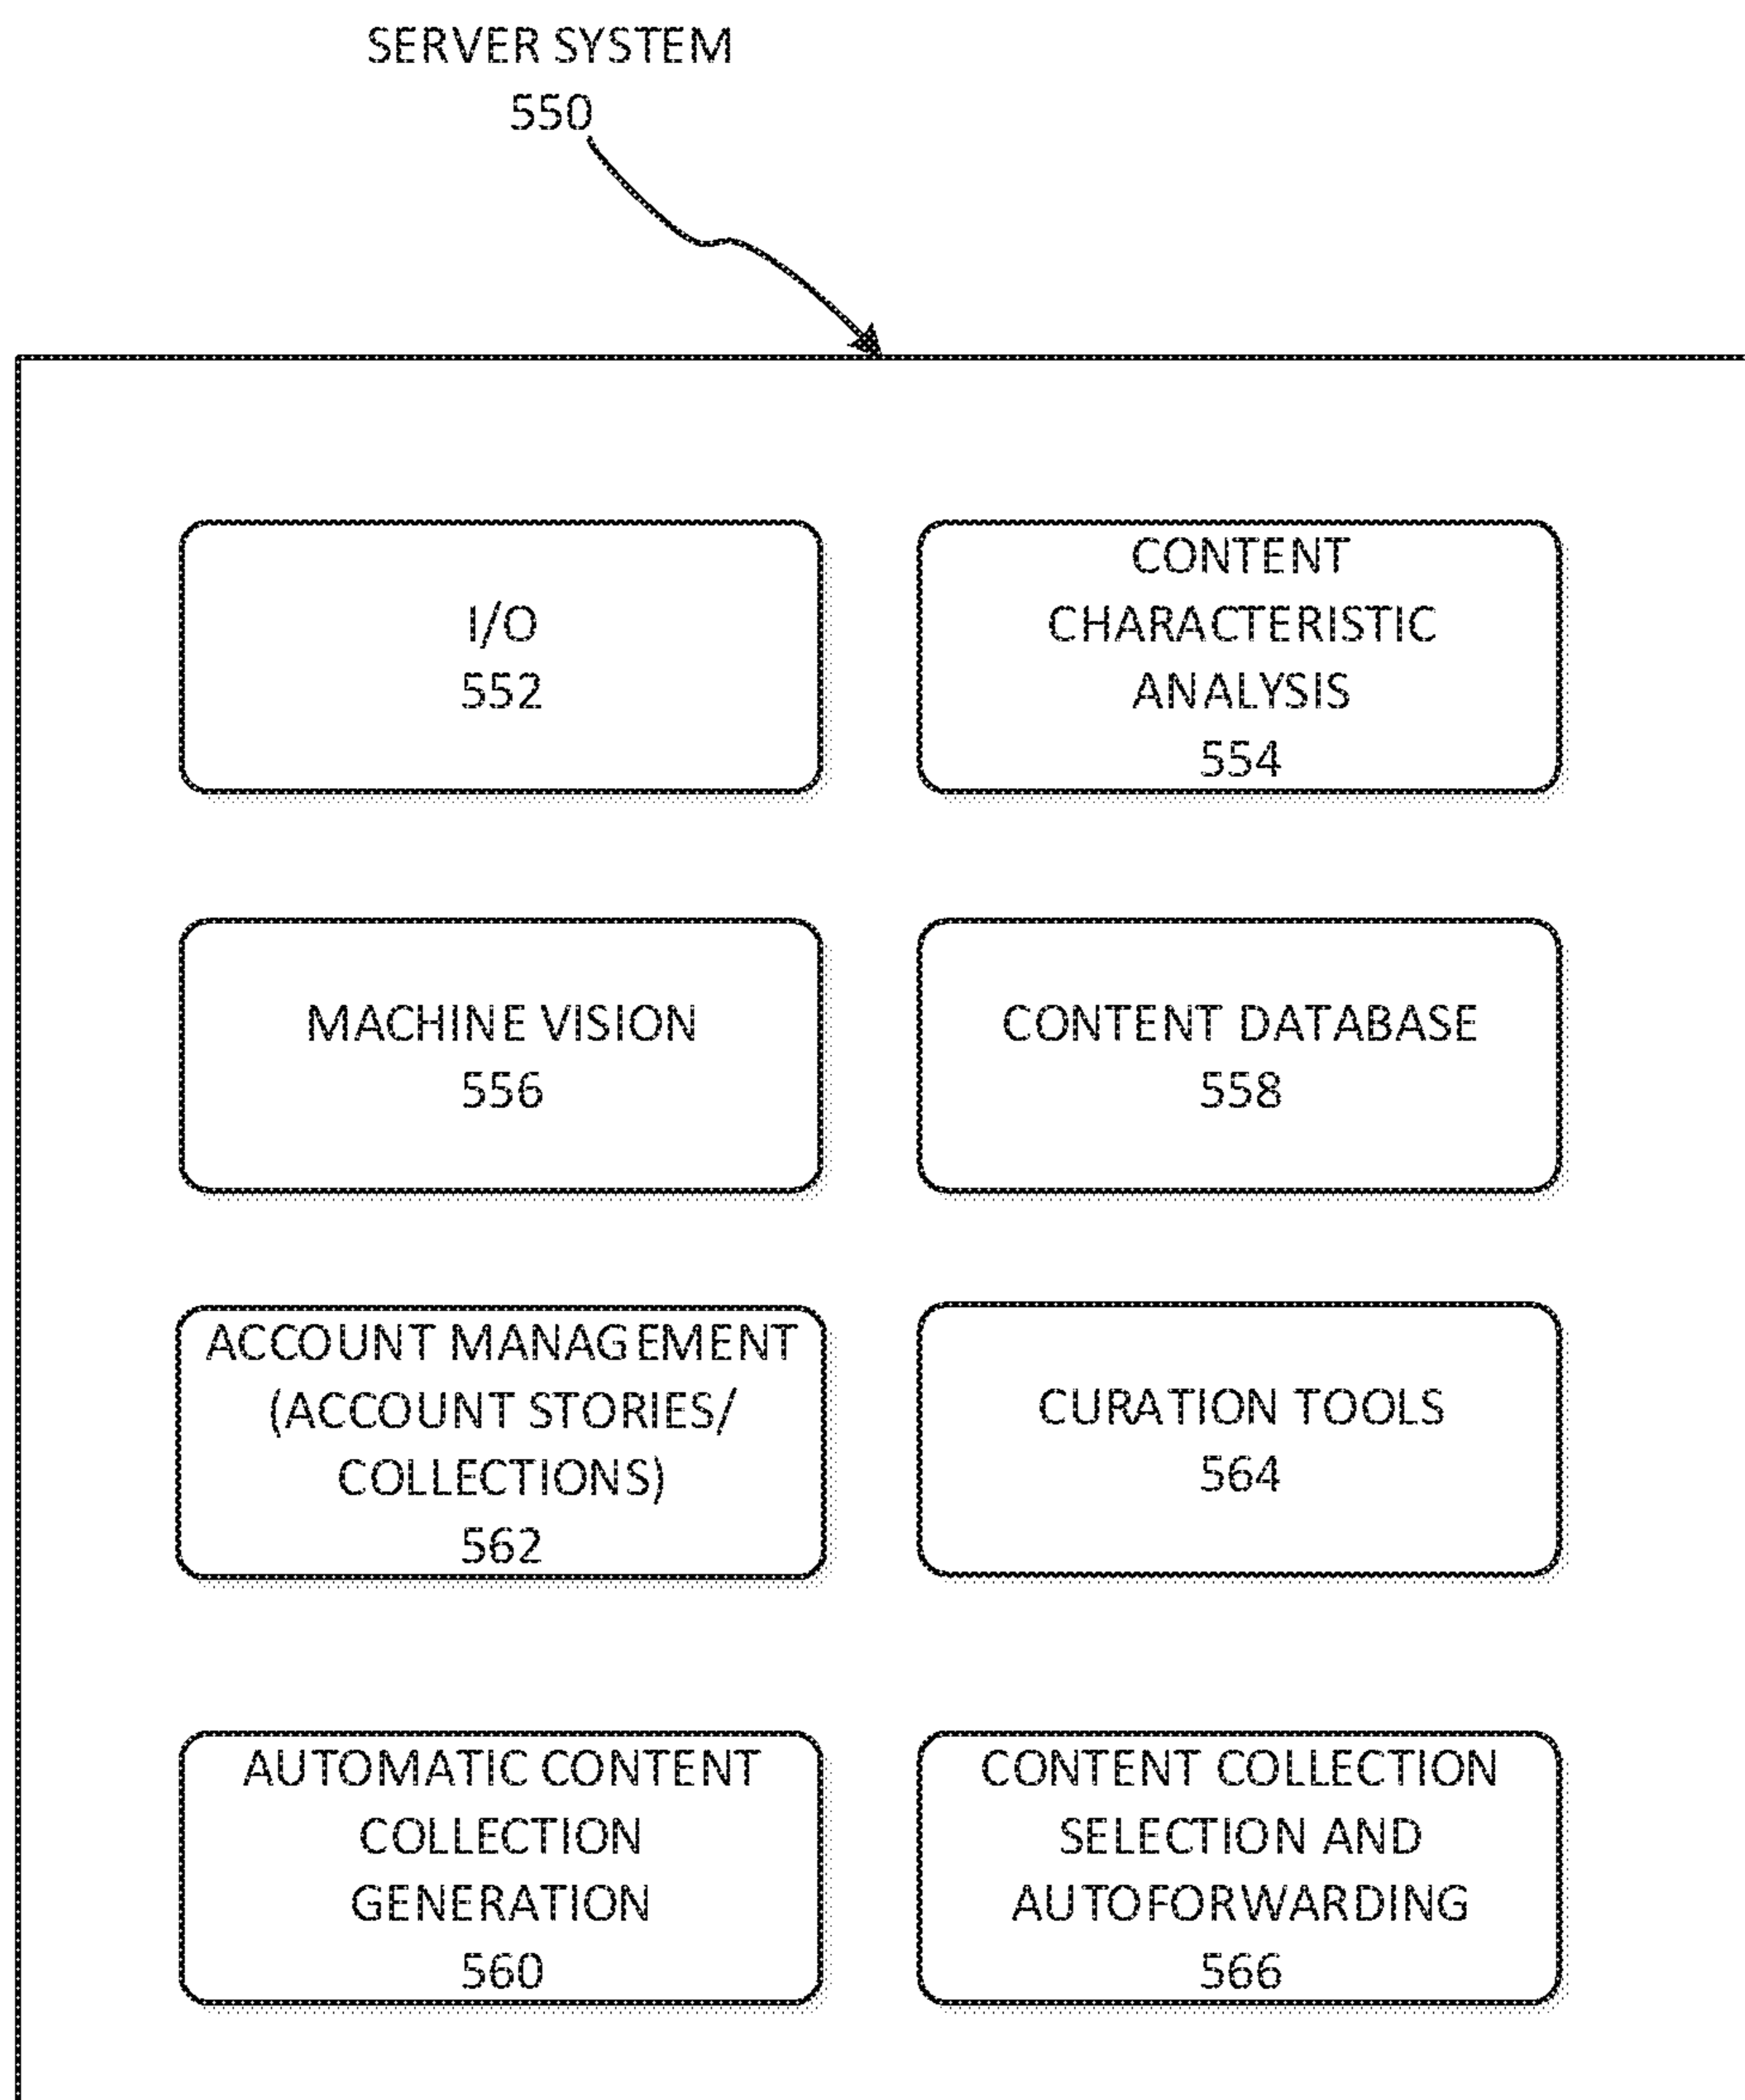 SERVER SYSTEM
550
I/O
552
CONTENT
CHARACTERISTIC
ANALYSIS
554
MACHINE VISION
556
CONTENT DATABASE
558
ACCOUNT MANAGEMENT
(ACCOUNT STORIES/
COLLECTIONS)
562
CURATION TOOLS
564
AUTOMATIC CONTENT
COLLECTION
GENERATION
560
CONTENT COLLECTION
SELECTION AND
AUTOFORWARDING
566